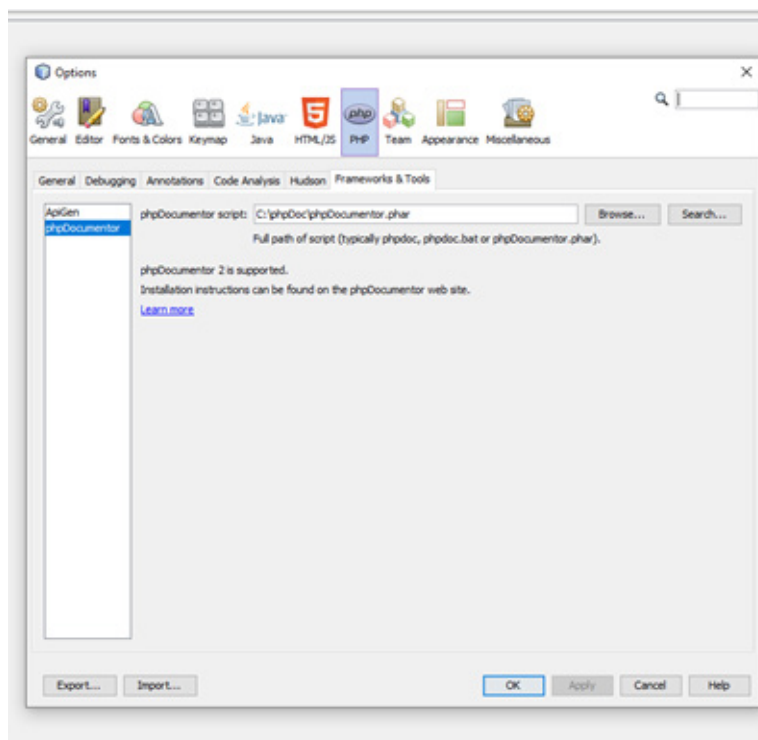 Options
General Editor Fonts & Colors Keymap Java HTML/JS PHP Team Appearance Miscellaneous
General Debugging Annotations Code Analysis Hudson Frameworks & Tools
ApiGen
phpDocumentor
phpDocumentor script: C:\phpDoc\phpDocumentor.phar Browse... Search...
Full path of script (typically phpdoc, phpdoc.bat or phpDocumentor.phar).
phpDocumentor 2 is supported.
Installation instructions can be found on the phpDocumentor web site.
Learn more
Export... Import... OK Apply Cancel Help